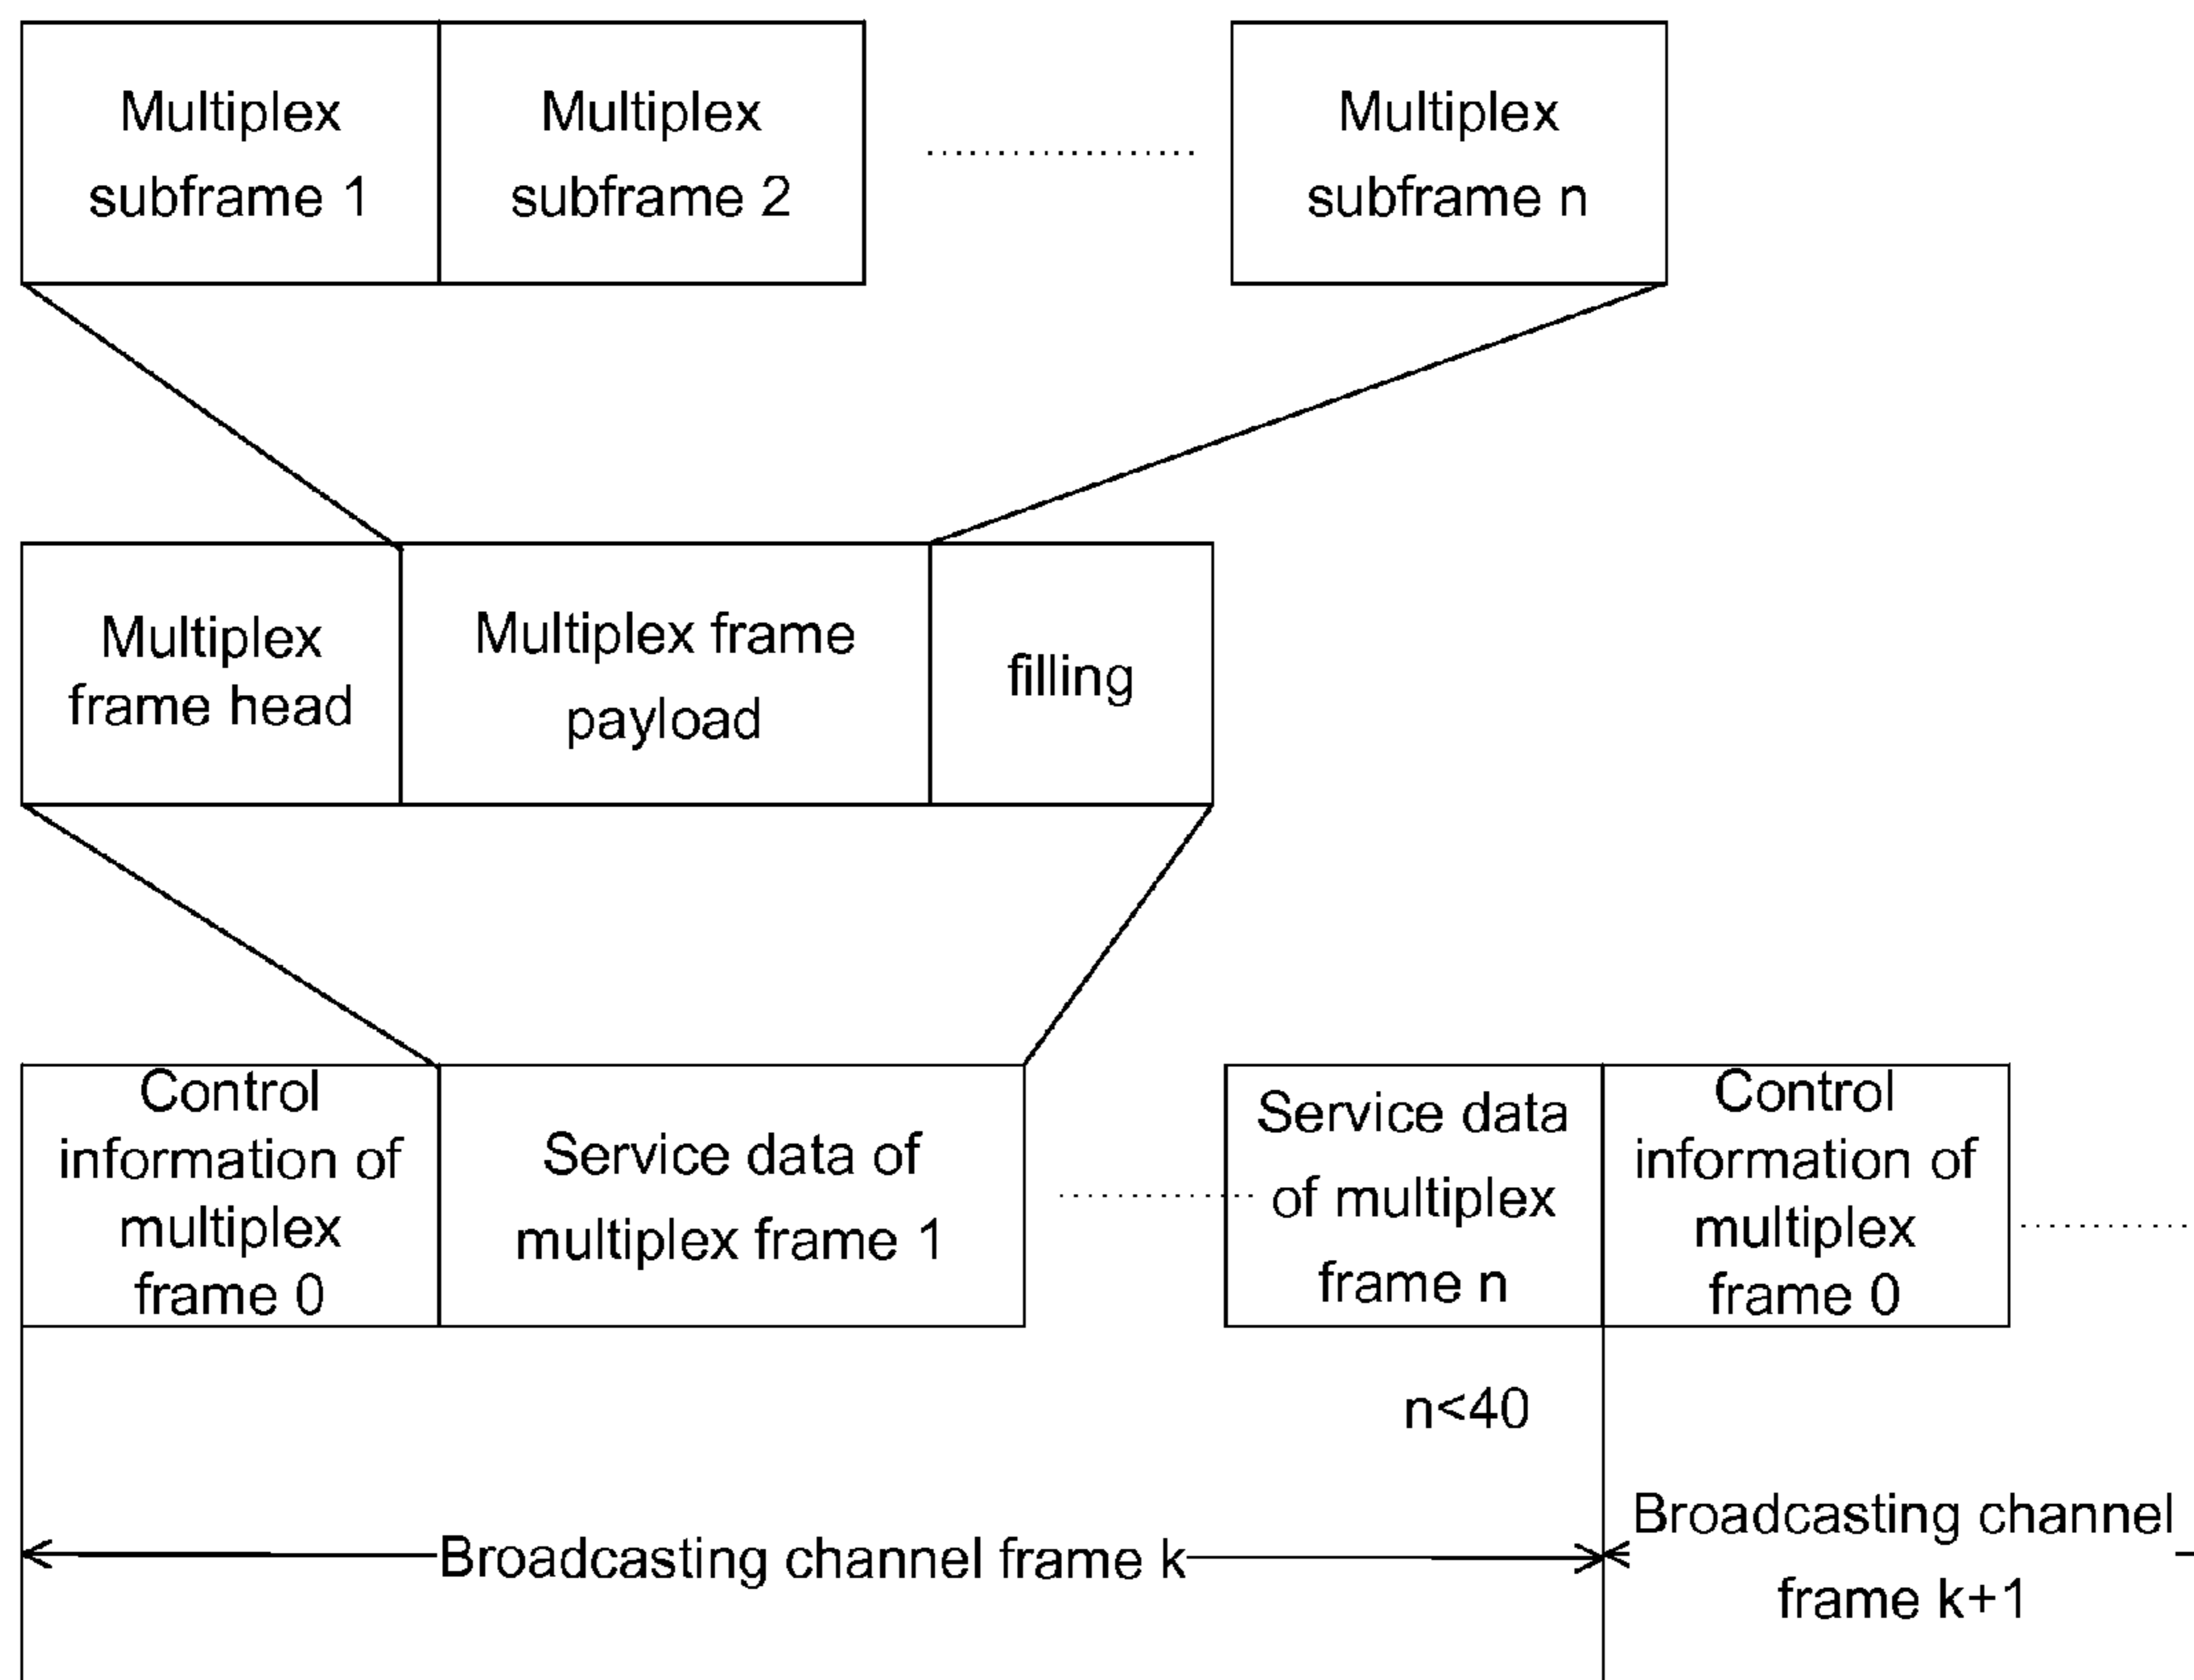 Multiplex
subframe 1
Multiplex
subframe 2
Multiplex
subframe n
Multiplex
frame head
Multiplex frame
payload
filling
Control
information of
multiplex
frame 0
Service data of
multiplex frame 1
Service data
of multiplex
frame n
Control
information of
multiplex
frame 0
n<40
Broadcasting channel frame k
Broadcasting channel
frame k+1